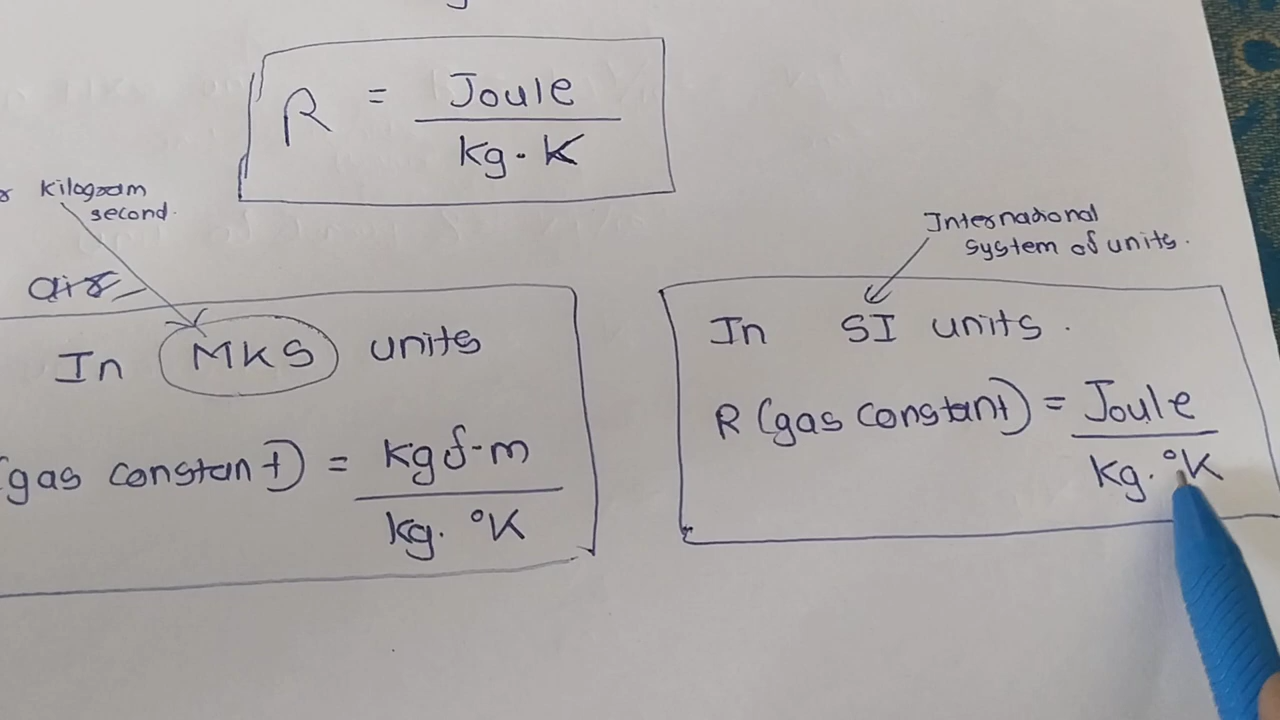 R = Joule
kg. K
kilogram
second.
International
system of units.
air
In MKS units
In SI units.
R (gas constant) = Joule
kg. °K
(gas constant) = kgf-m
kg. °K